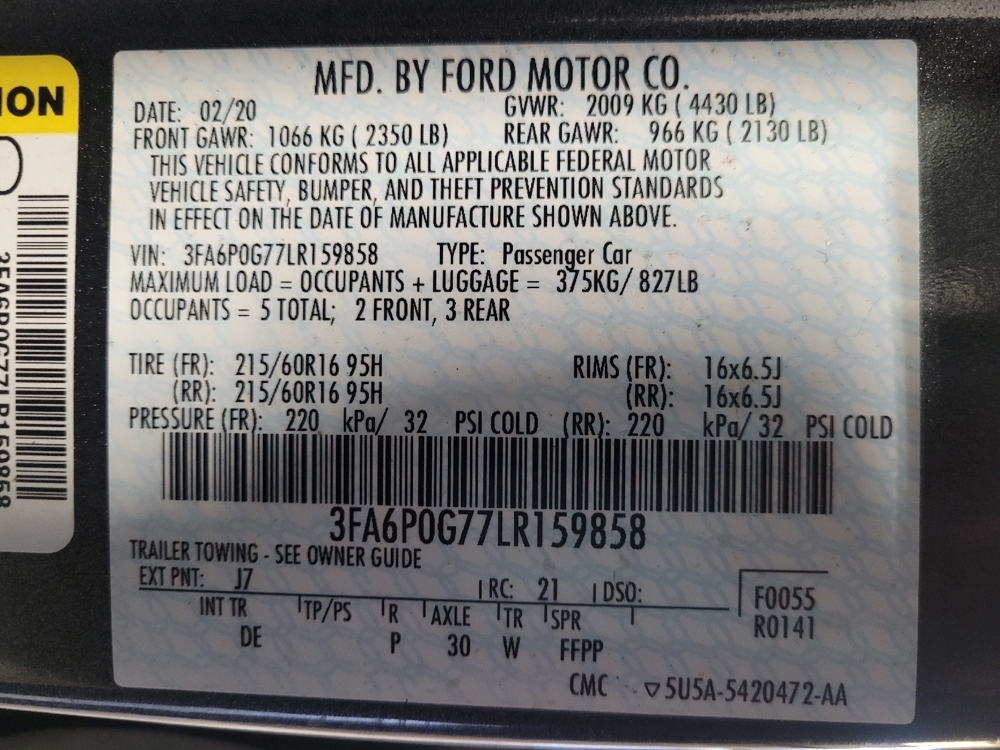 MFD. BY FORD MOTOR CO.
DATE: 02/20 GVWR: 2009 KG ( 4430 LB)
FRONT GAWR: 1066 KG ( 2350 LB) REAR GAWR: 966 KG ( 2130 LB)
THIS VEHICLE CONFORMS TO ALL APPLICABLE FEDERAL MOTOR
VEHICLE SAFETY, BUMPER, AND THEFT PREVENTION STANDARDS
IN EFFECT ON THE DATE OF MANUFACTURE SHOWN ABOVE.
VIN: 3FA6P0G77LR159858 TYPE: Passenger Car
MAXIMUM LOAD = OCCUPANTS + LUGGAGE = 375KG/ 827LB
OCCUPANTS = 5 TOTAL; 2 FRONT, 3 REAR
TIRE (FR): 215/60R16 95H RIMS (FR): 16x6.5J
(RR): 215/60R16 95H (RR): 16x6.5J
PRESSURE (FR): 220 kPa/ 32 PSI COLD (RR): 220 kPa/ 32 PSI COLD
3FA6P0G77LR159858
TRAILER TOWING - SEE OWNER GUIDE
EXT PNT: J7 RC: 21 DSO:
F0055
INT TR TP/PS R AXLE TR SPR
R0141
DE P 30 W FFPP
CMC ▽5U5A-5420472-AA
ION
3FA6P0G77LR159858